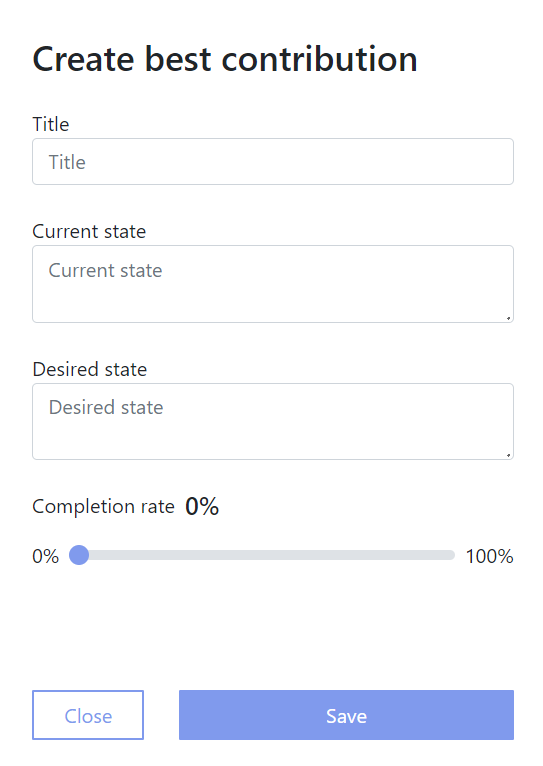 Create best contribution
Title
Title
Current state
Current state
Desired state
Desired state
Completion rate 0%
0% 100%
Close Save